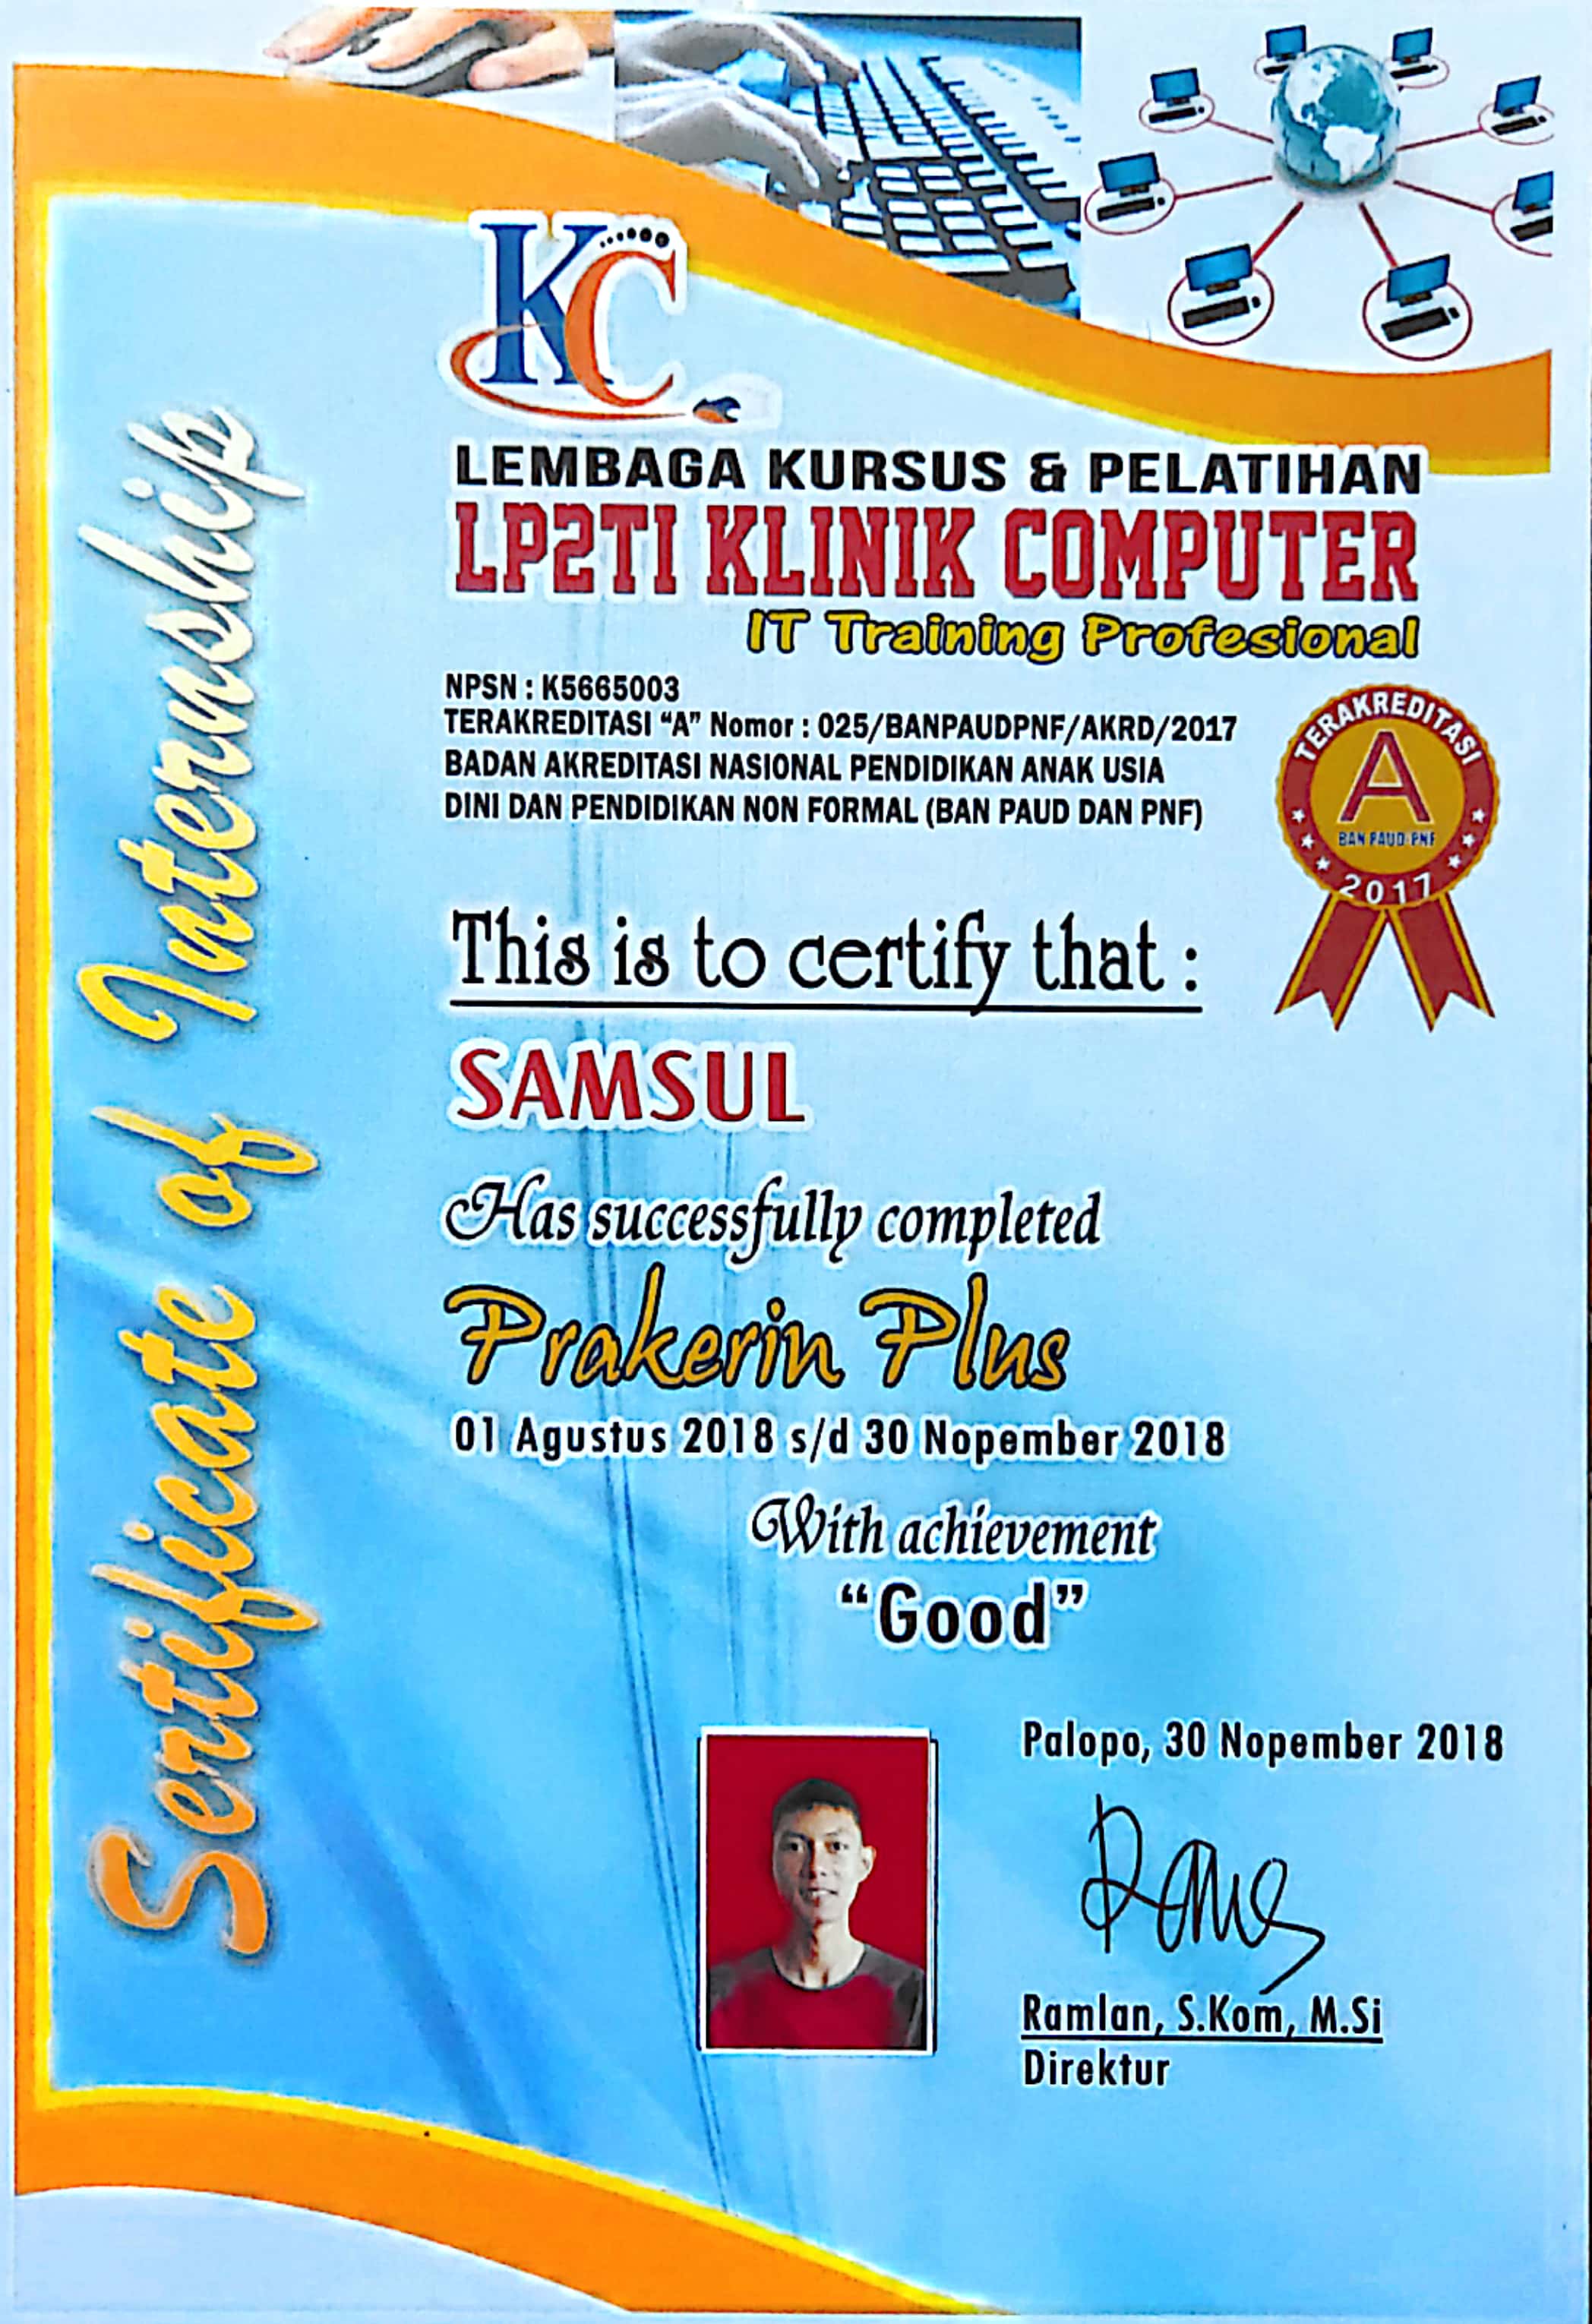 KC
LEMBAGA KURSUS & PELATIHAN
LP2TI KLINIK COMPUTER
IT Training Profesional
NPSN : K5665003
TERAKREDITASI “A” Nomor : 025/BANPAUDPNF/AKRD/2017
BADAN AKREDITASI NASIONAL PENDIDIKAN ANAK USIA
DINI DAN PENDIDIKAN NON FORMAL (BAN PAUD DAN PNF)
TERAKREDITASI
A
BAN PAUD-PNF
2017
Sertificate of Internship
This is to certify that :
SAMSUL
Has successfully completed
Prakerin Plus
01 Agustus 2018 s/d 30 Nopember 2018
With achievement
“Good”
Palopo, 30 Nopember 2018
Ramlan, S.Kom, M.Si
Direktur